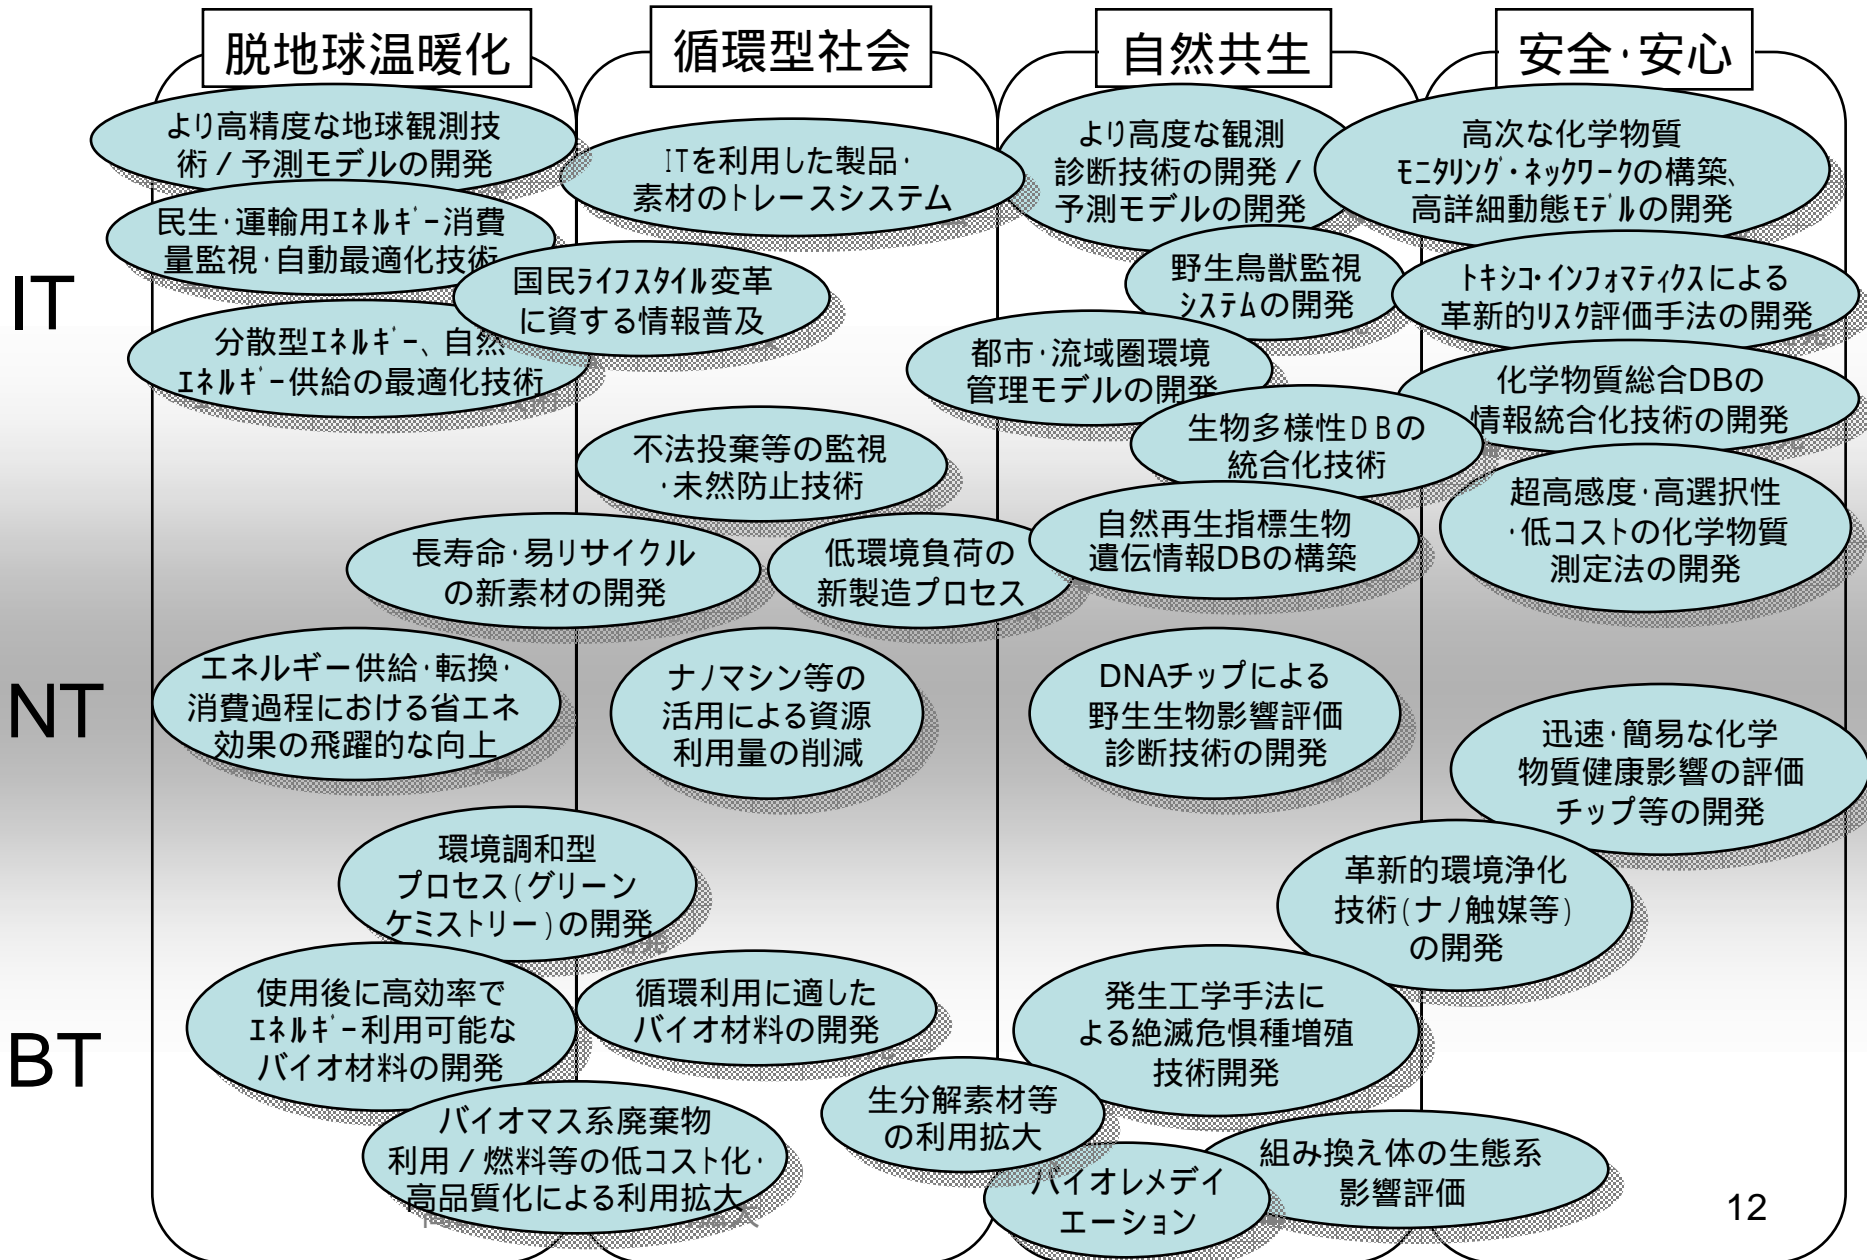 脱地球温暖化
循環型社会
自然共生
安全・安心
IT
より高精度な地球観測技
術/予測モデルの開発
民生・運輸用エネルギー消費
量監視・自動最適化技術
分散型エネルギー、自然
エネルギー供給の最適化技術
国民ライフスタイル変革
に資する情報普及
ITを利用した製品・
素材のトレースシステム
不法投棄等の監視
・未然防止技術
より高度な観測
診断技術の開発/
予測モデルの開発
野生鳥獣監視
システムの開発
都市・流域圏環境
管理モデルの開発
生物多様性DBの
統合化技術
自然再生指標生物
遺伝情報DBの構築
高次な化学物質
モニタリング・ネックワークの構築、
高詳細動態モデルの開発
トキシコ・インフォマティクスによる
革新的リスク評価手法の開発
化学物質総合DBの
情報統合化技術の開発
超高感度・高選択性
・低コストの化学物質
測定法の開発
長寿命・易リサイクル
の新素材の開発
低環境負荷の
新製造プロセス
NT
エネルギー供給・転換・
消費過程における省エネ
効果の飛躍的な向上
ナノマシン等の
活用による資源
利用量の削減
DNAチップによる
野生生物影響評価
診断技術の開発
迅速・簡易な化学
物質健康影響の評価
チップ等の開発
環境調和型
プロセス(グリーン
ケミストリー)の開発
革新的環境浄化
技術(ナノ触媒等)
の開発
BT
使用後に高効率で
エネルギー利用可能な
バイオ材料の開発
循環利用に適した
バイオ材料の開発
発生工学手法に
よる絶滅危惧種増殖
技術開発
バイオマス系廃棄物
利用/燃料等の低コスト化・
高品質化による利用拡大
生分解素材等
の利用拡大
バイオレメディ
エーション
組み換え体の生態系
影響評価
12